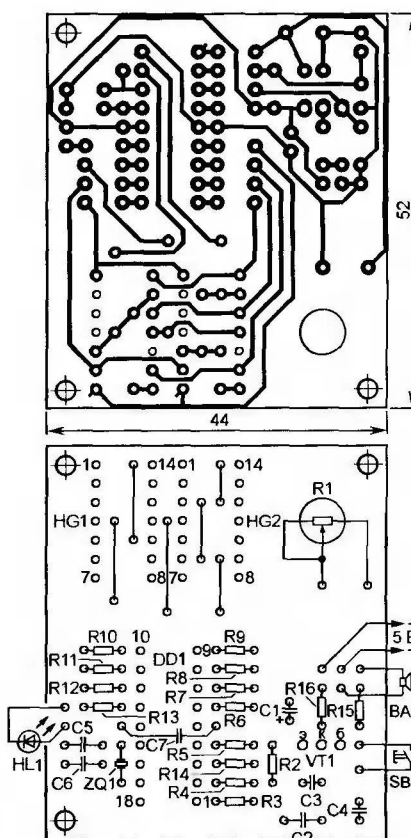 52
44
1 14 1 14
R1
HG1 HG2
7 8 7 8
R10 10 R9
9
R11 DD1 R8
R12 R7
5
R13 R6 C1 + R16 R15 BA
C5 C7 R5 э к б
HL1 R14 R2 VT1 SB
C6 ZQ1 R4 C3
18 1 R3 C4
C2